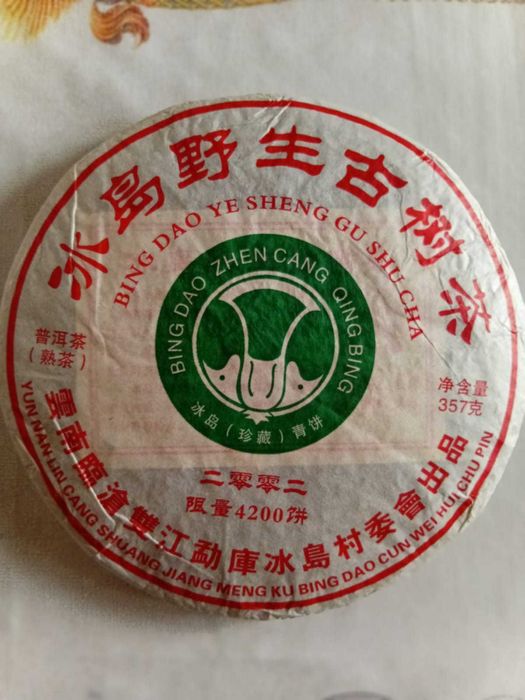 冰岛野生古树茶
BING DAO YE SHENG GU SHU CHA
BING DAO ZHEN CANG QING BING
冰岛（珍藏）青饼
普洱茶
（熟茶）
净含量
357克
二零零二
限量4200饼
雲南臨滄雙江勐庫冰島村委會出品
YUN NAN LIN CANG SHUANG JIANG MENG KU BING DAO CUN WEI HUI CHU PIN